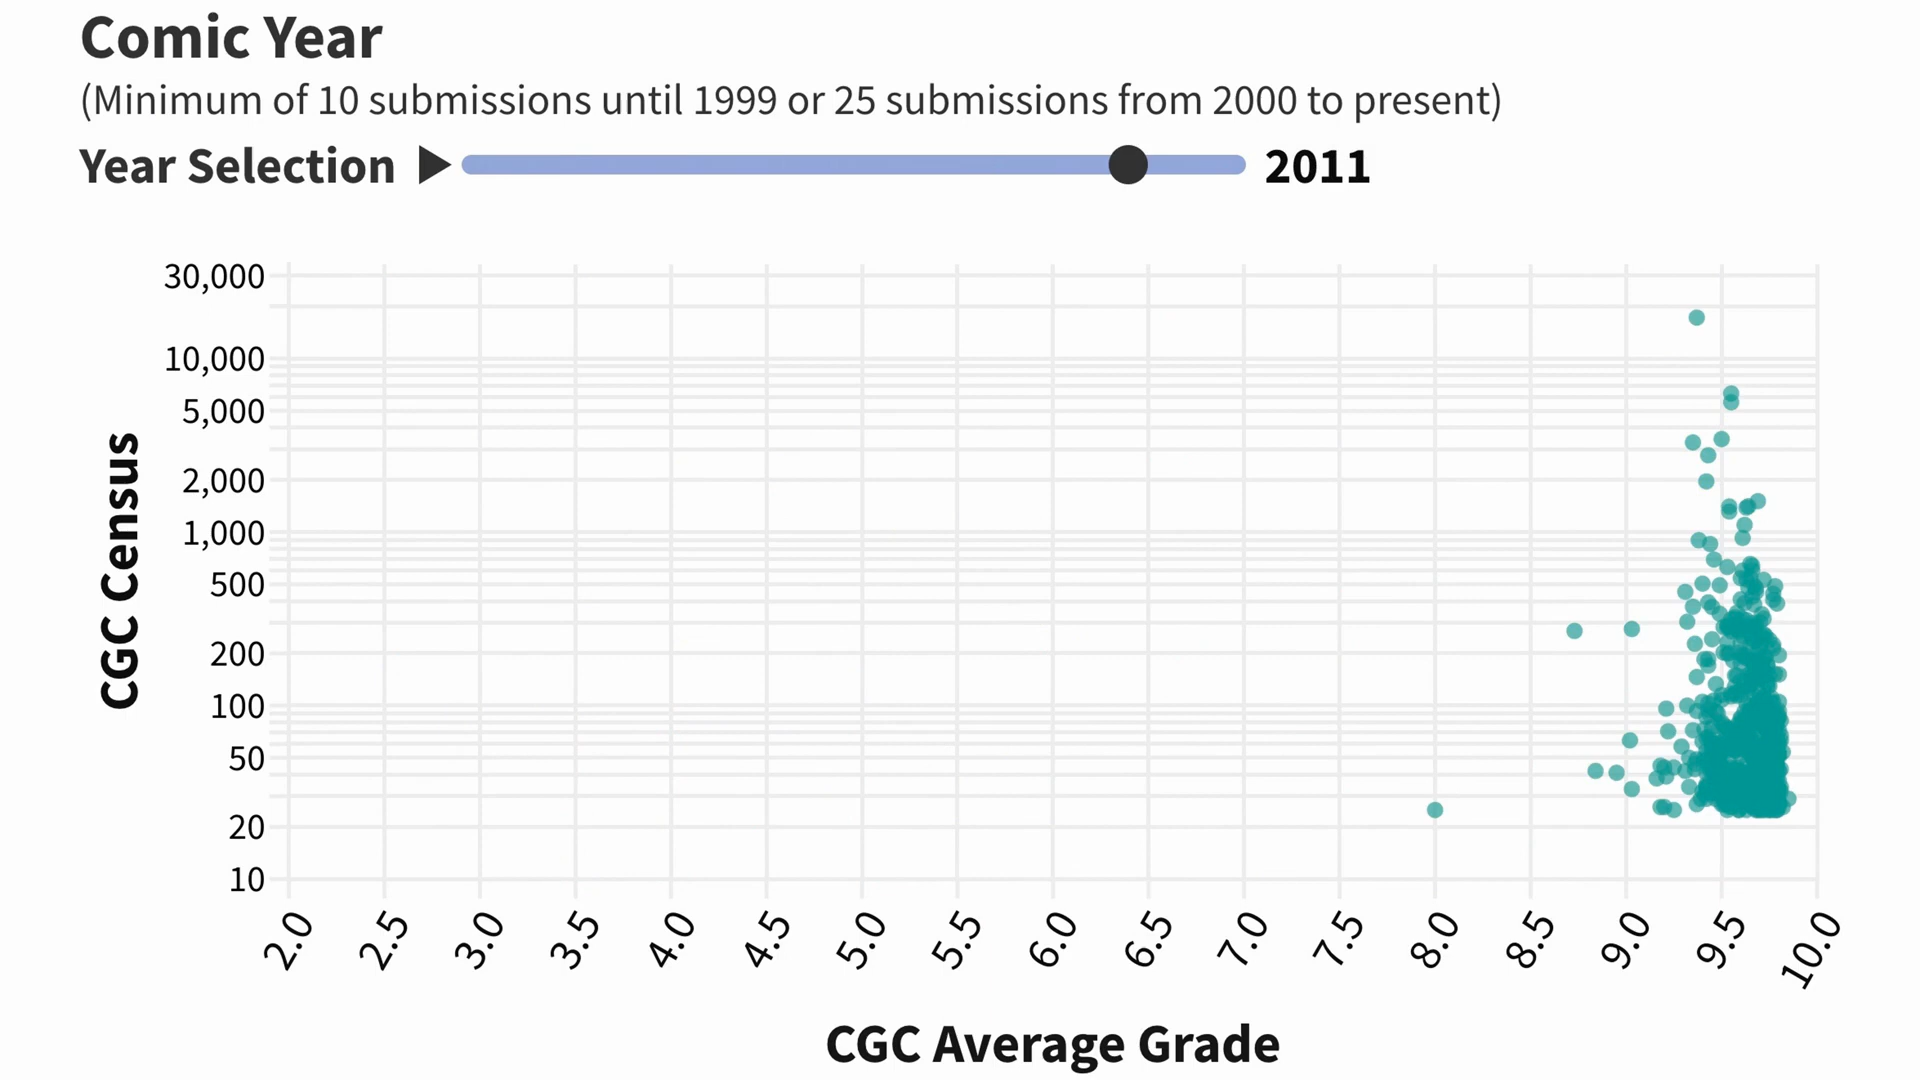 Comic Year
(Minimum of 10 submissions until 1999 or 25 submissions from 2000 to present)
Year Selection 2011
30,000
10,000
5,000
2,000
1,000
500
200
100
50
20
10
CGC Census
2.0 2.5 3.0 3.5 4.0 4.5 5.0 5.5 6.0 6.5 7.0 7.5 8.0 8.5 9.0 9.5 10.0
CGC Average Grade